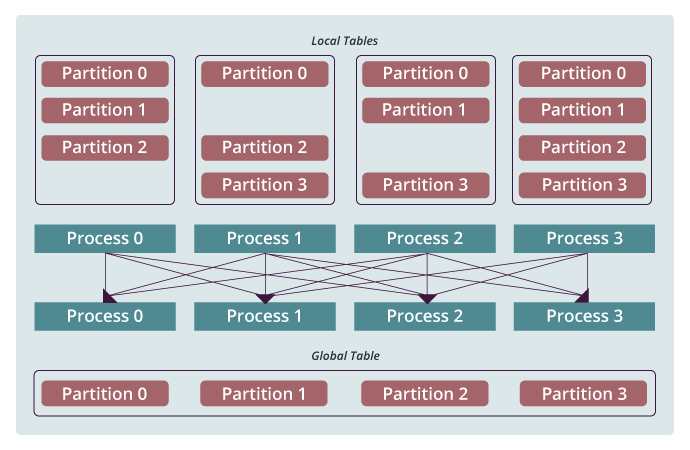 Local Tables
Partition 0 Partition 0 Partition 0 Partition 0
Partition 1 Partition 1 Partition 1
Partition 2 Partition 2 Partition 2
Partition 3 Partition 3 Partition 3
Process 0 Process 1 Process 2 Process 3
Process 0 Process 1 Process 2 Process 3
Global Table
Partition 0 Partition 1 Partition 2 Partition 3